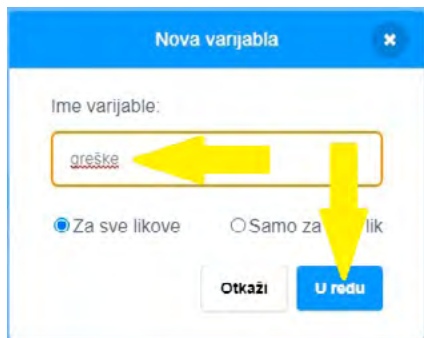 Nova varijabla
Ime varijable:
greške
Za sve likove Samo za lik
Otkaži U redu